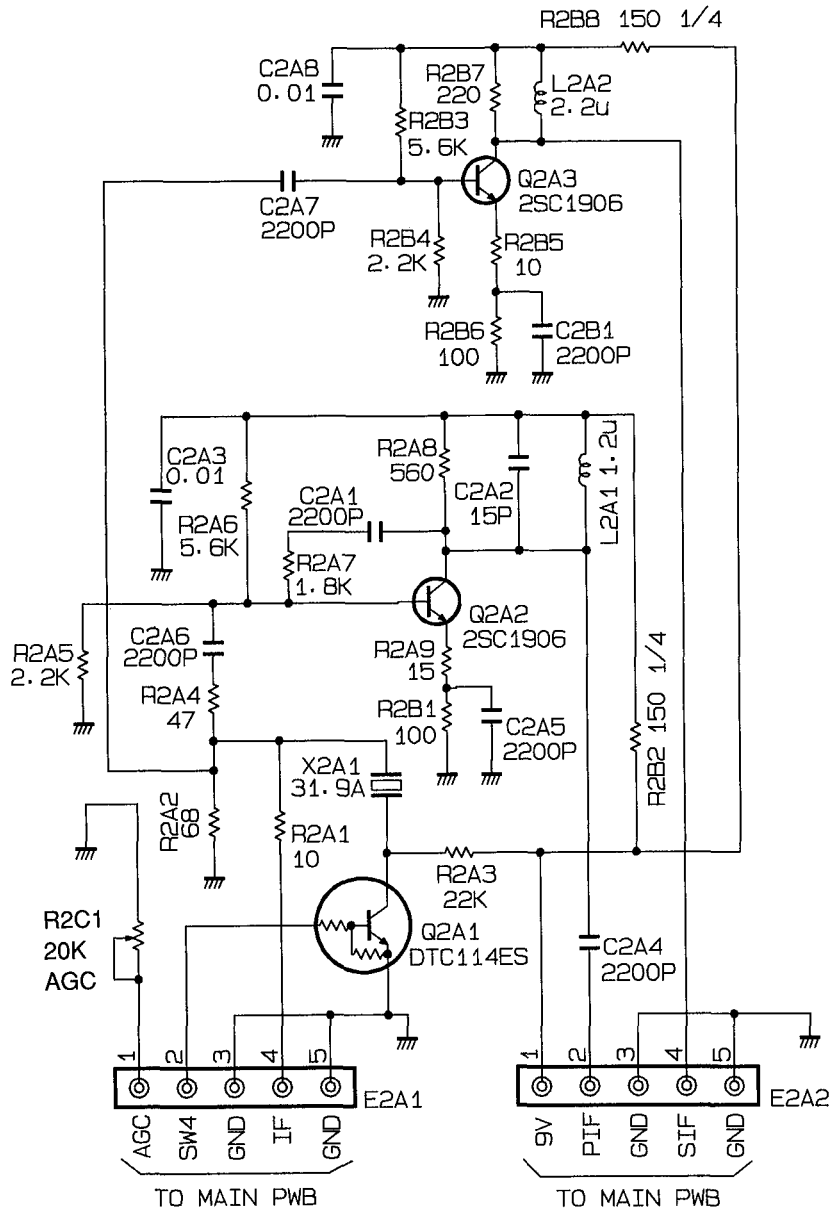 R2B8 150 1/4
C2A8
0.01
R2B7
220
L2A2
2.2u
R2B3
5.6K
Q2A3
2SC1906
C2A7
2200P
R2B4
2.2K
R2B5
10
R2B6
100
C2B1
2200P
C2A3
0.01
R2A8
560
C2A2
15P
L2A1 1.2u
C2A1
2200P
R2A6
5.6K
R2A7
1.8K
Q2A2
2SC1906
C2A6
2200P
R2A5
2.2K
R2A9
15
R2A4
47
R2B1
100
C2A5
2200P
R2B2 150 1/4
X2A1
31.9A
R2A2
68
R2A1
10
R2A3
22K
R2C1
20K
AGC
Q2A1
DTC114ES
C2A4
2200P
1 2 3 4 5
E2A1
AGC SW4 GND IF GND
TO MAIN PWB
1 2 3 4 5
E2A2
9V PIF GND SIF GND
TO MAIN PWB